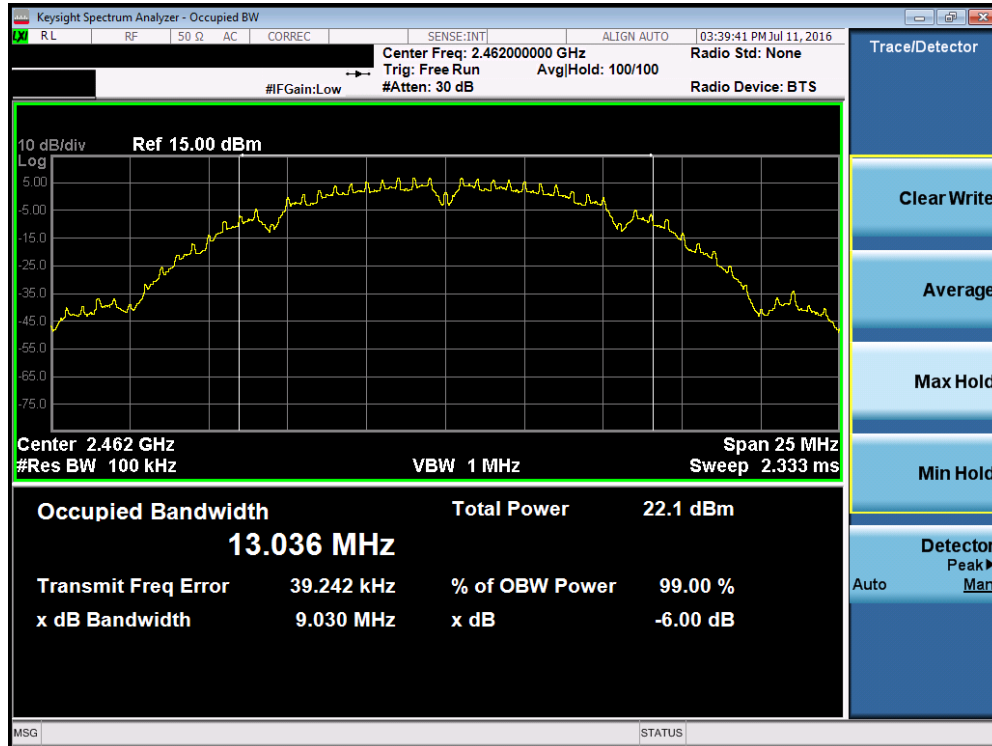 Keysight Spectrum Analyzer - Occupied BW
LXI RL RF 50 Ω AC CORREC SENSE:INT ALIGN AUTO 03:39:41 PM Jul 11, 2016
Center Freq: 2.462000000 GHz Radio Std: None
Trig: Free Run Avg|Hold: 100/100
#IFGain:Low #Atten: 30 dB Radio Device: BTS
Trace/Detector
10 dB/div Ref 15.00 dBm
Log
5.00
-5.00
-15.0
-25.0
-35.0
-45.0
-55.0
-65.0
-75.0
Center 2.462 GHz Span 25 MHz
#Res BW 100 kHz VBW 1 MHz Sweep 2.333 ms
Occupied Bandwidth Total Power 22.1 dBm
13.036 MHz
Transmit Freq Error 39.242 kHz % of OBW Power 99.00 %
x dB Bandwidth 9.030 MHz x dB -6.00 dB
Clear Write
Average
Max Hold
Min Hold
Detector
Peak
Auto Man
MSG STATUS